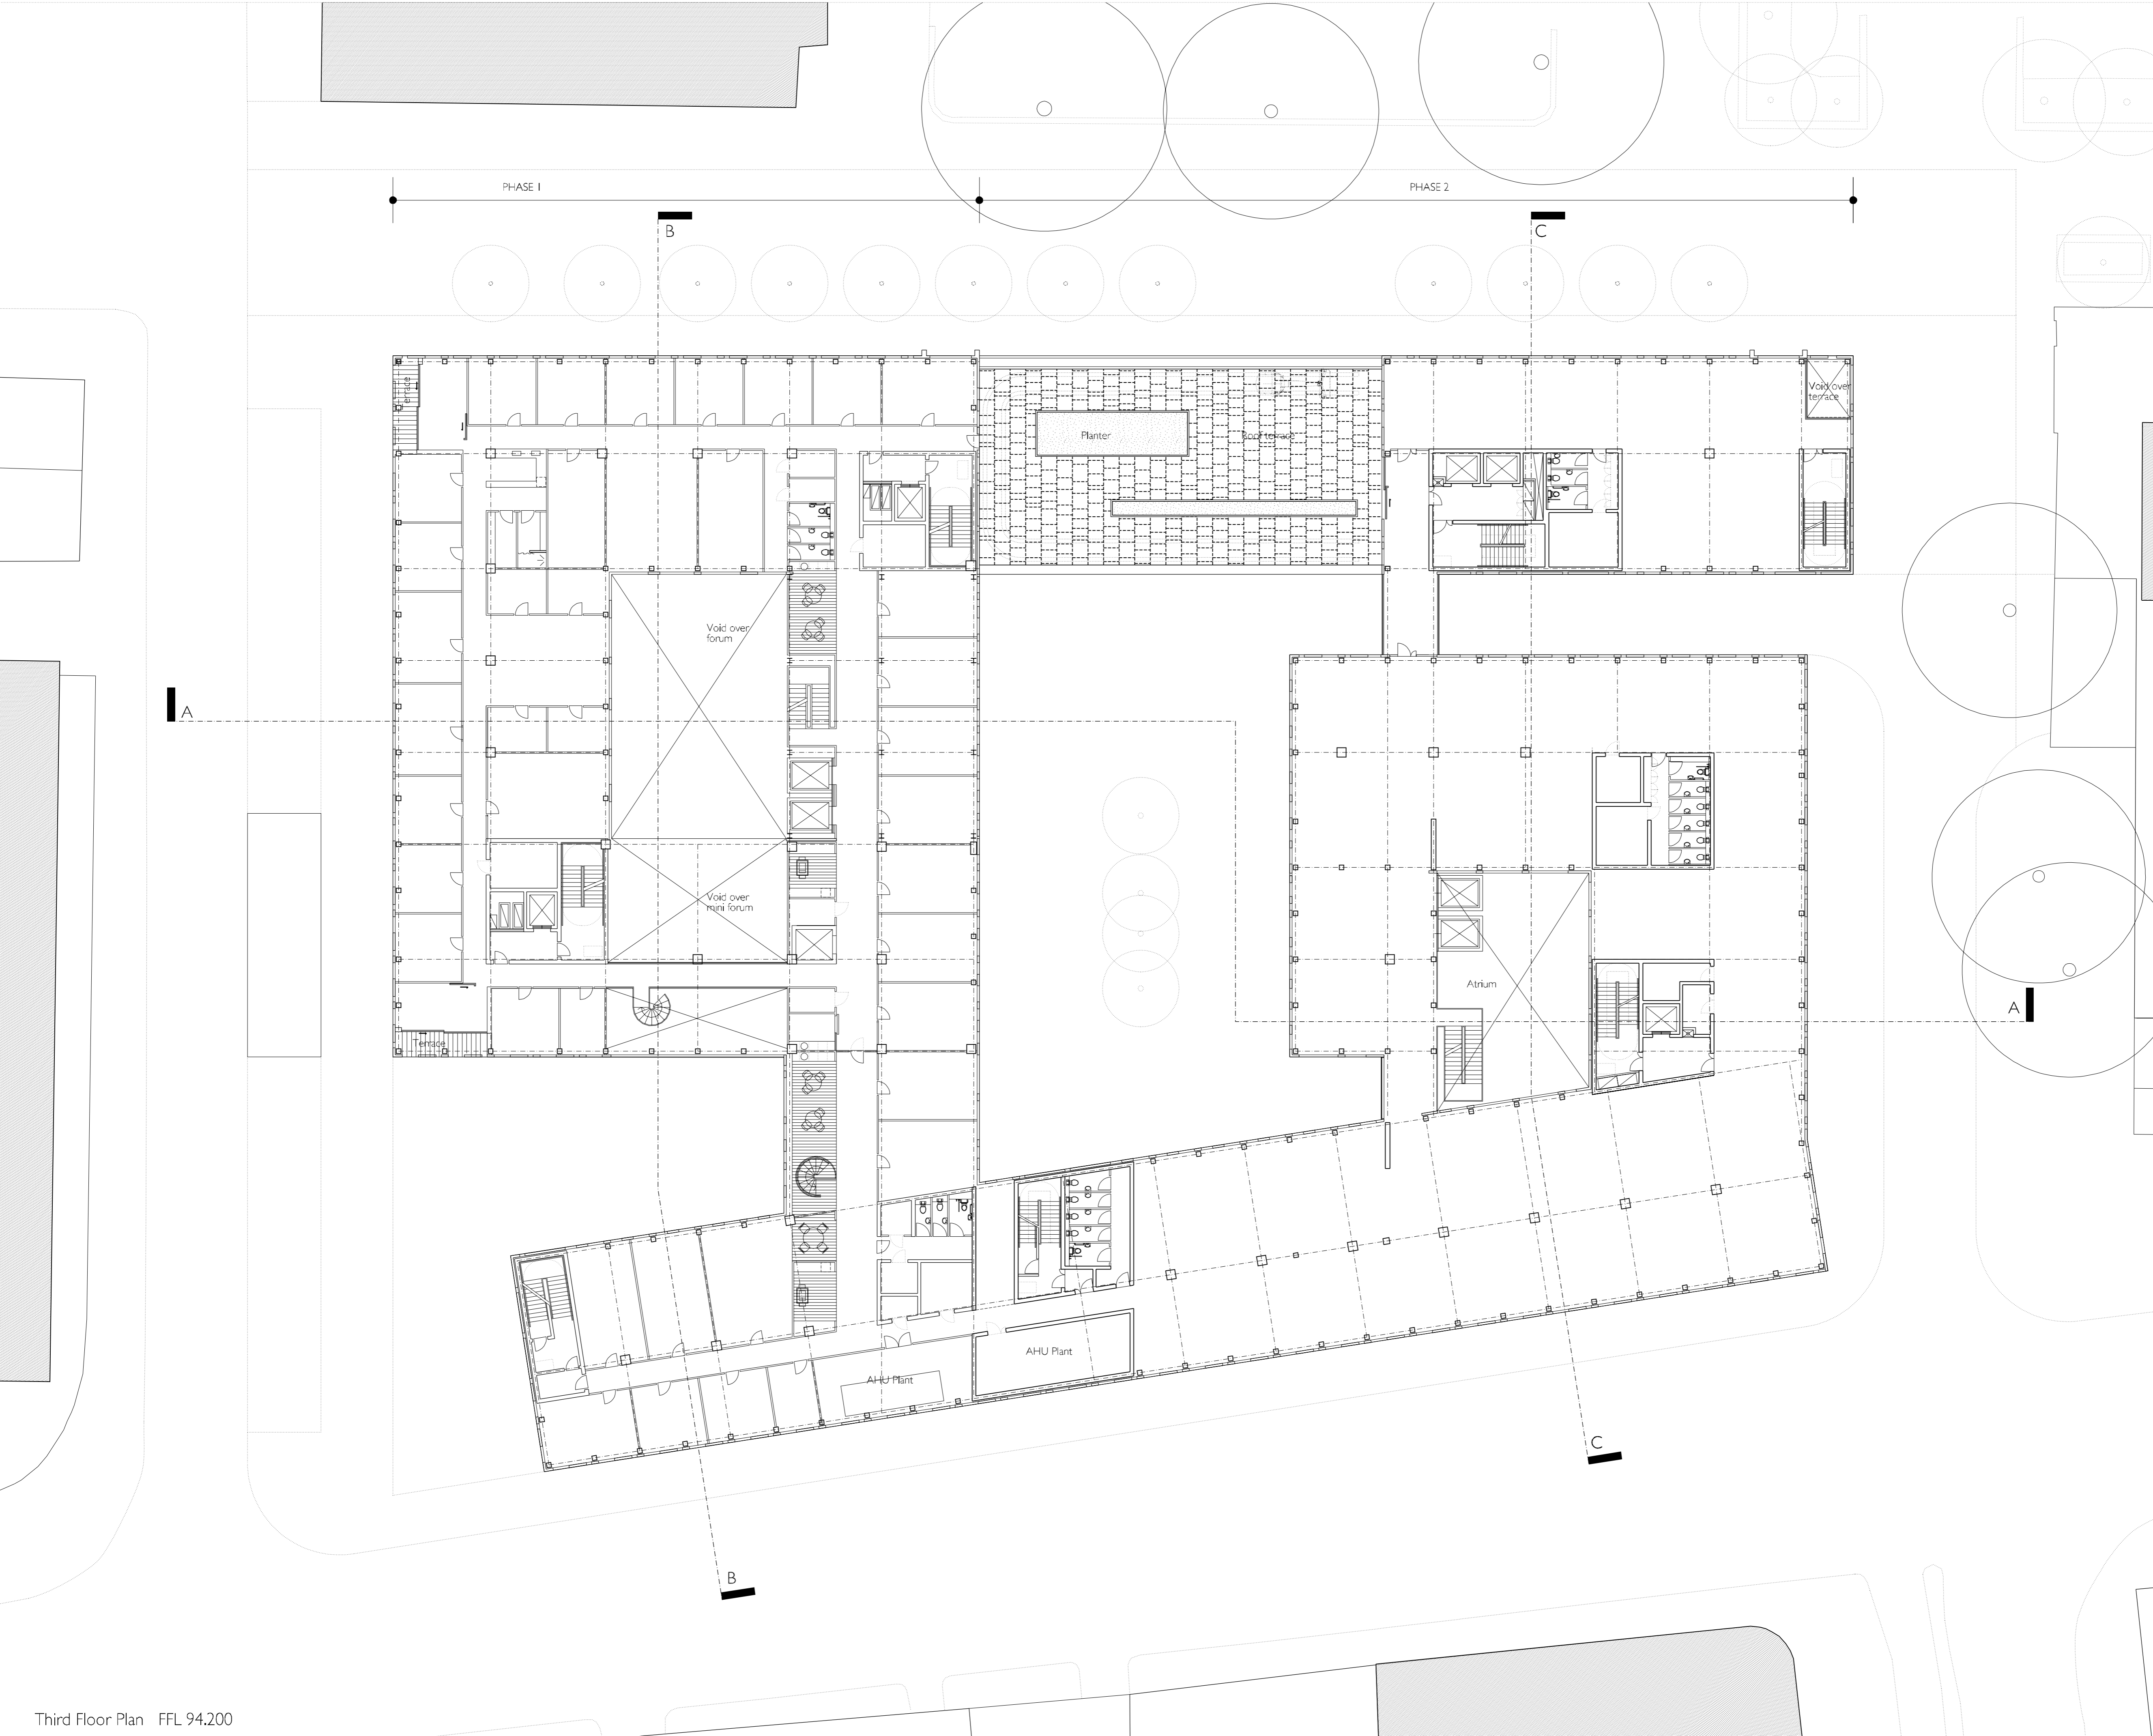 PHASE 1
PHASE 2
B
C
Terrace
Void over
terrace
Planter
Roof terrace
Void over
forum
A
Void over
mini forum
Atrium
A
Terrace
AHU Plant
AHU Plant
C
B
Third Floor Plan FFL 94.200